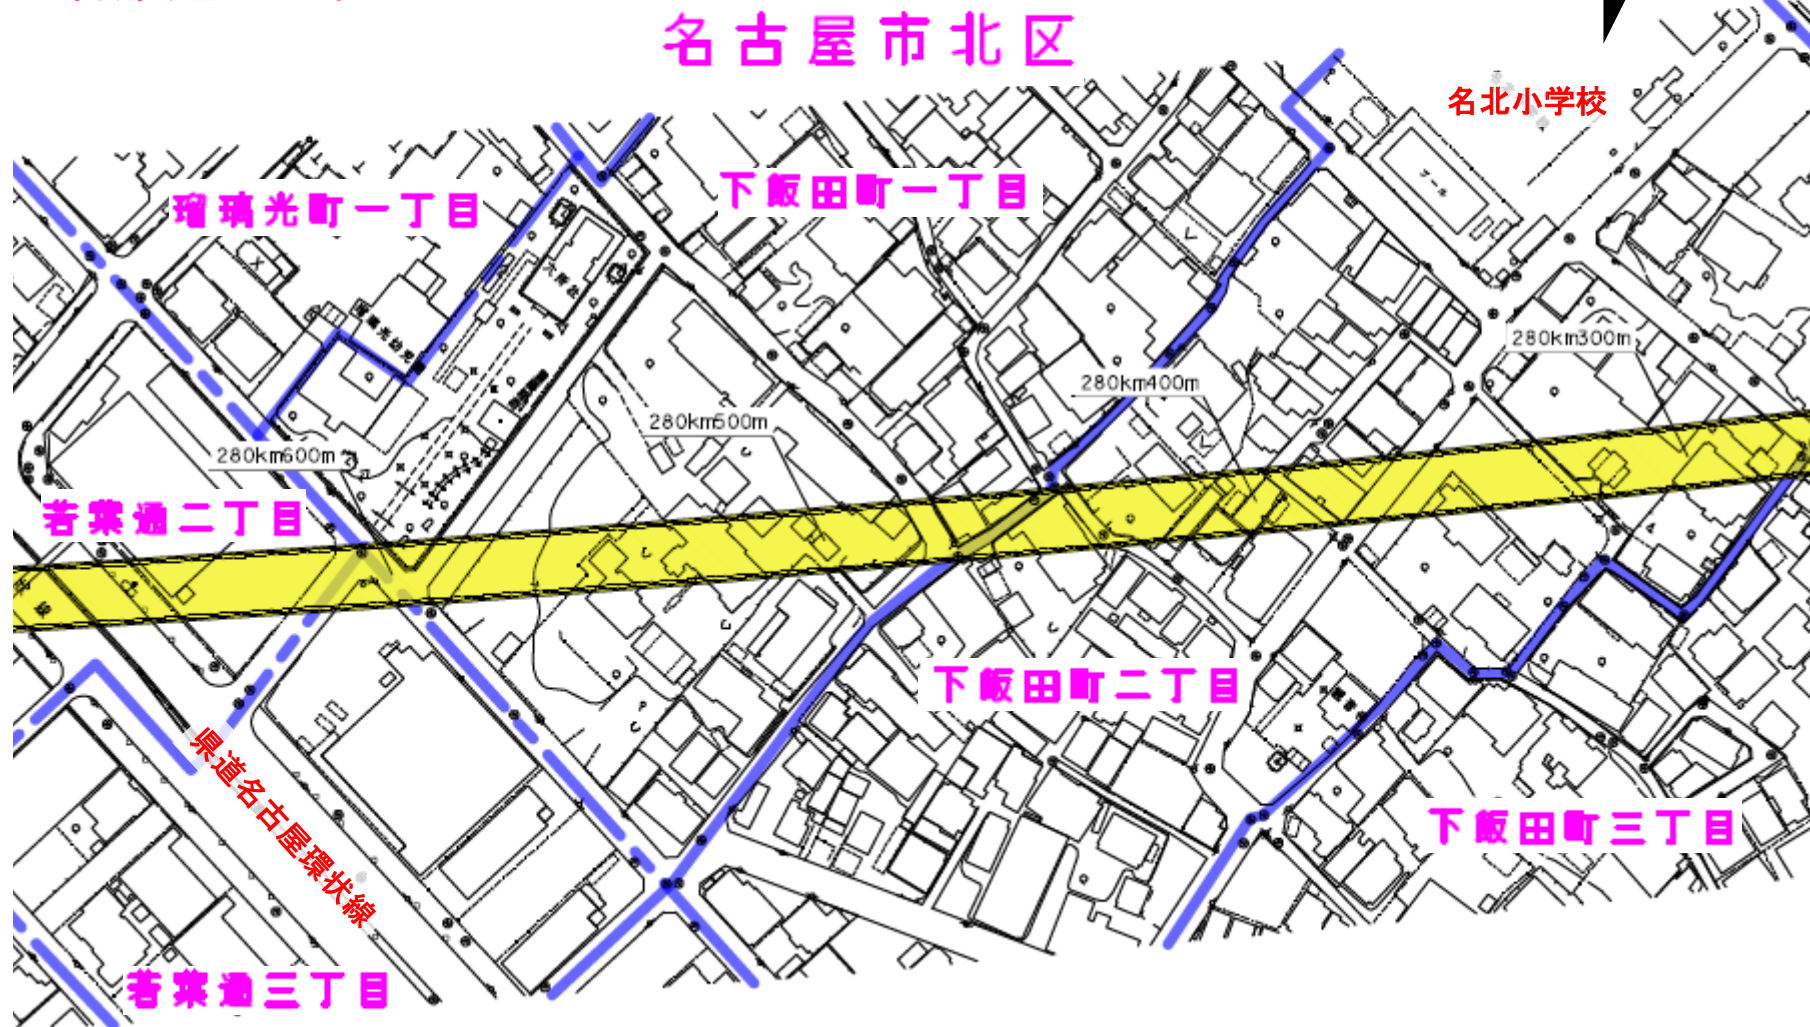 名古屋市北区
名北小学校
プール
瑠璃光町一丁目
下飯田町一丁目
280km300m
280km400m
280km500m
280km600m
若葉通二丁目
下飯田町二丁目
県道名古屋環状線
下飯田町三丁目
若葉通三丁目